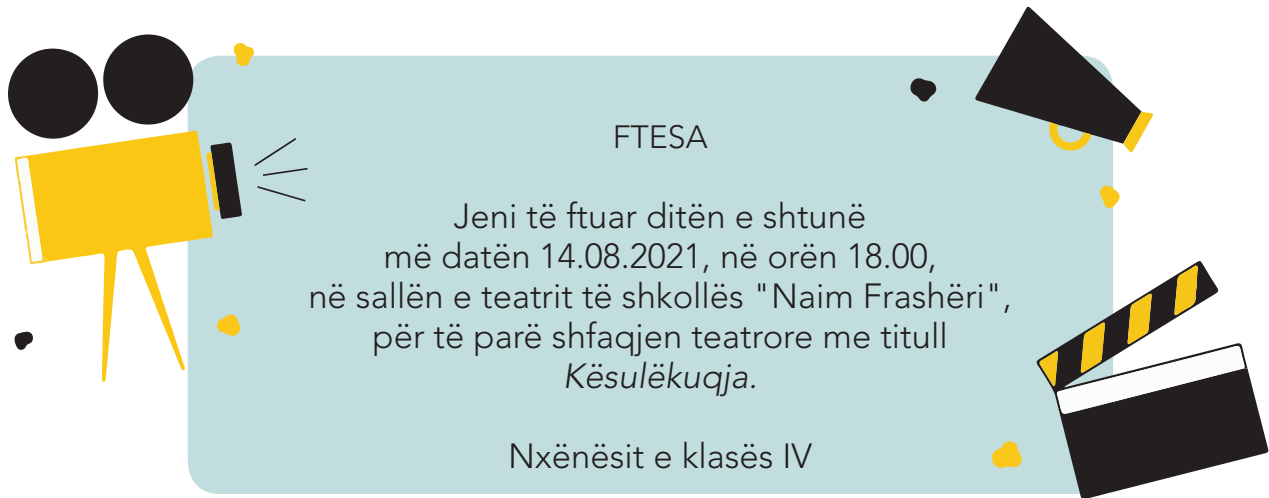 FTESA
Jeni të ftuar ditën e shtunë
më datën 14.08.2021, në orën 18.00,
në sallën e teatrit të shkollës "Naim Frashëri",
për të parë shfaqjen teatrore me titull
Kësulëkuqja.
Nxënësit e klasës IV